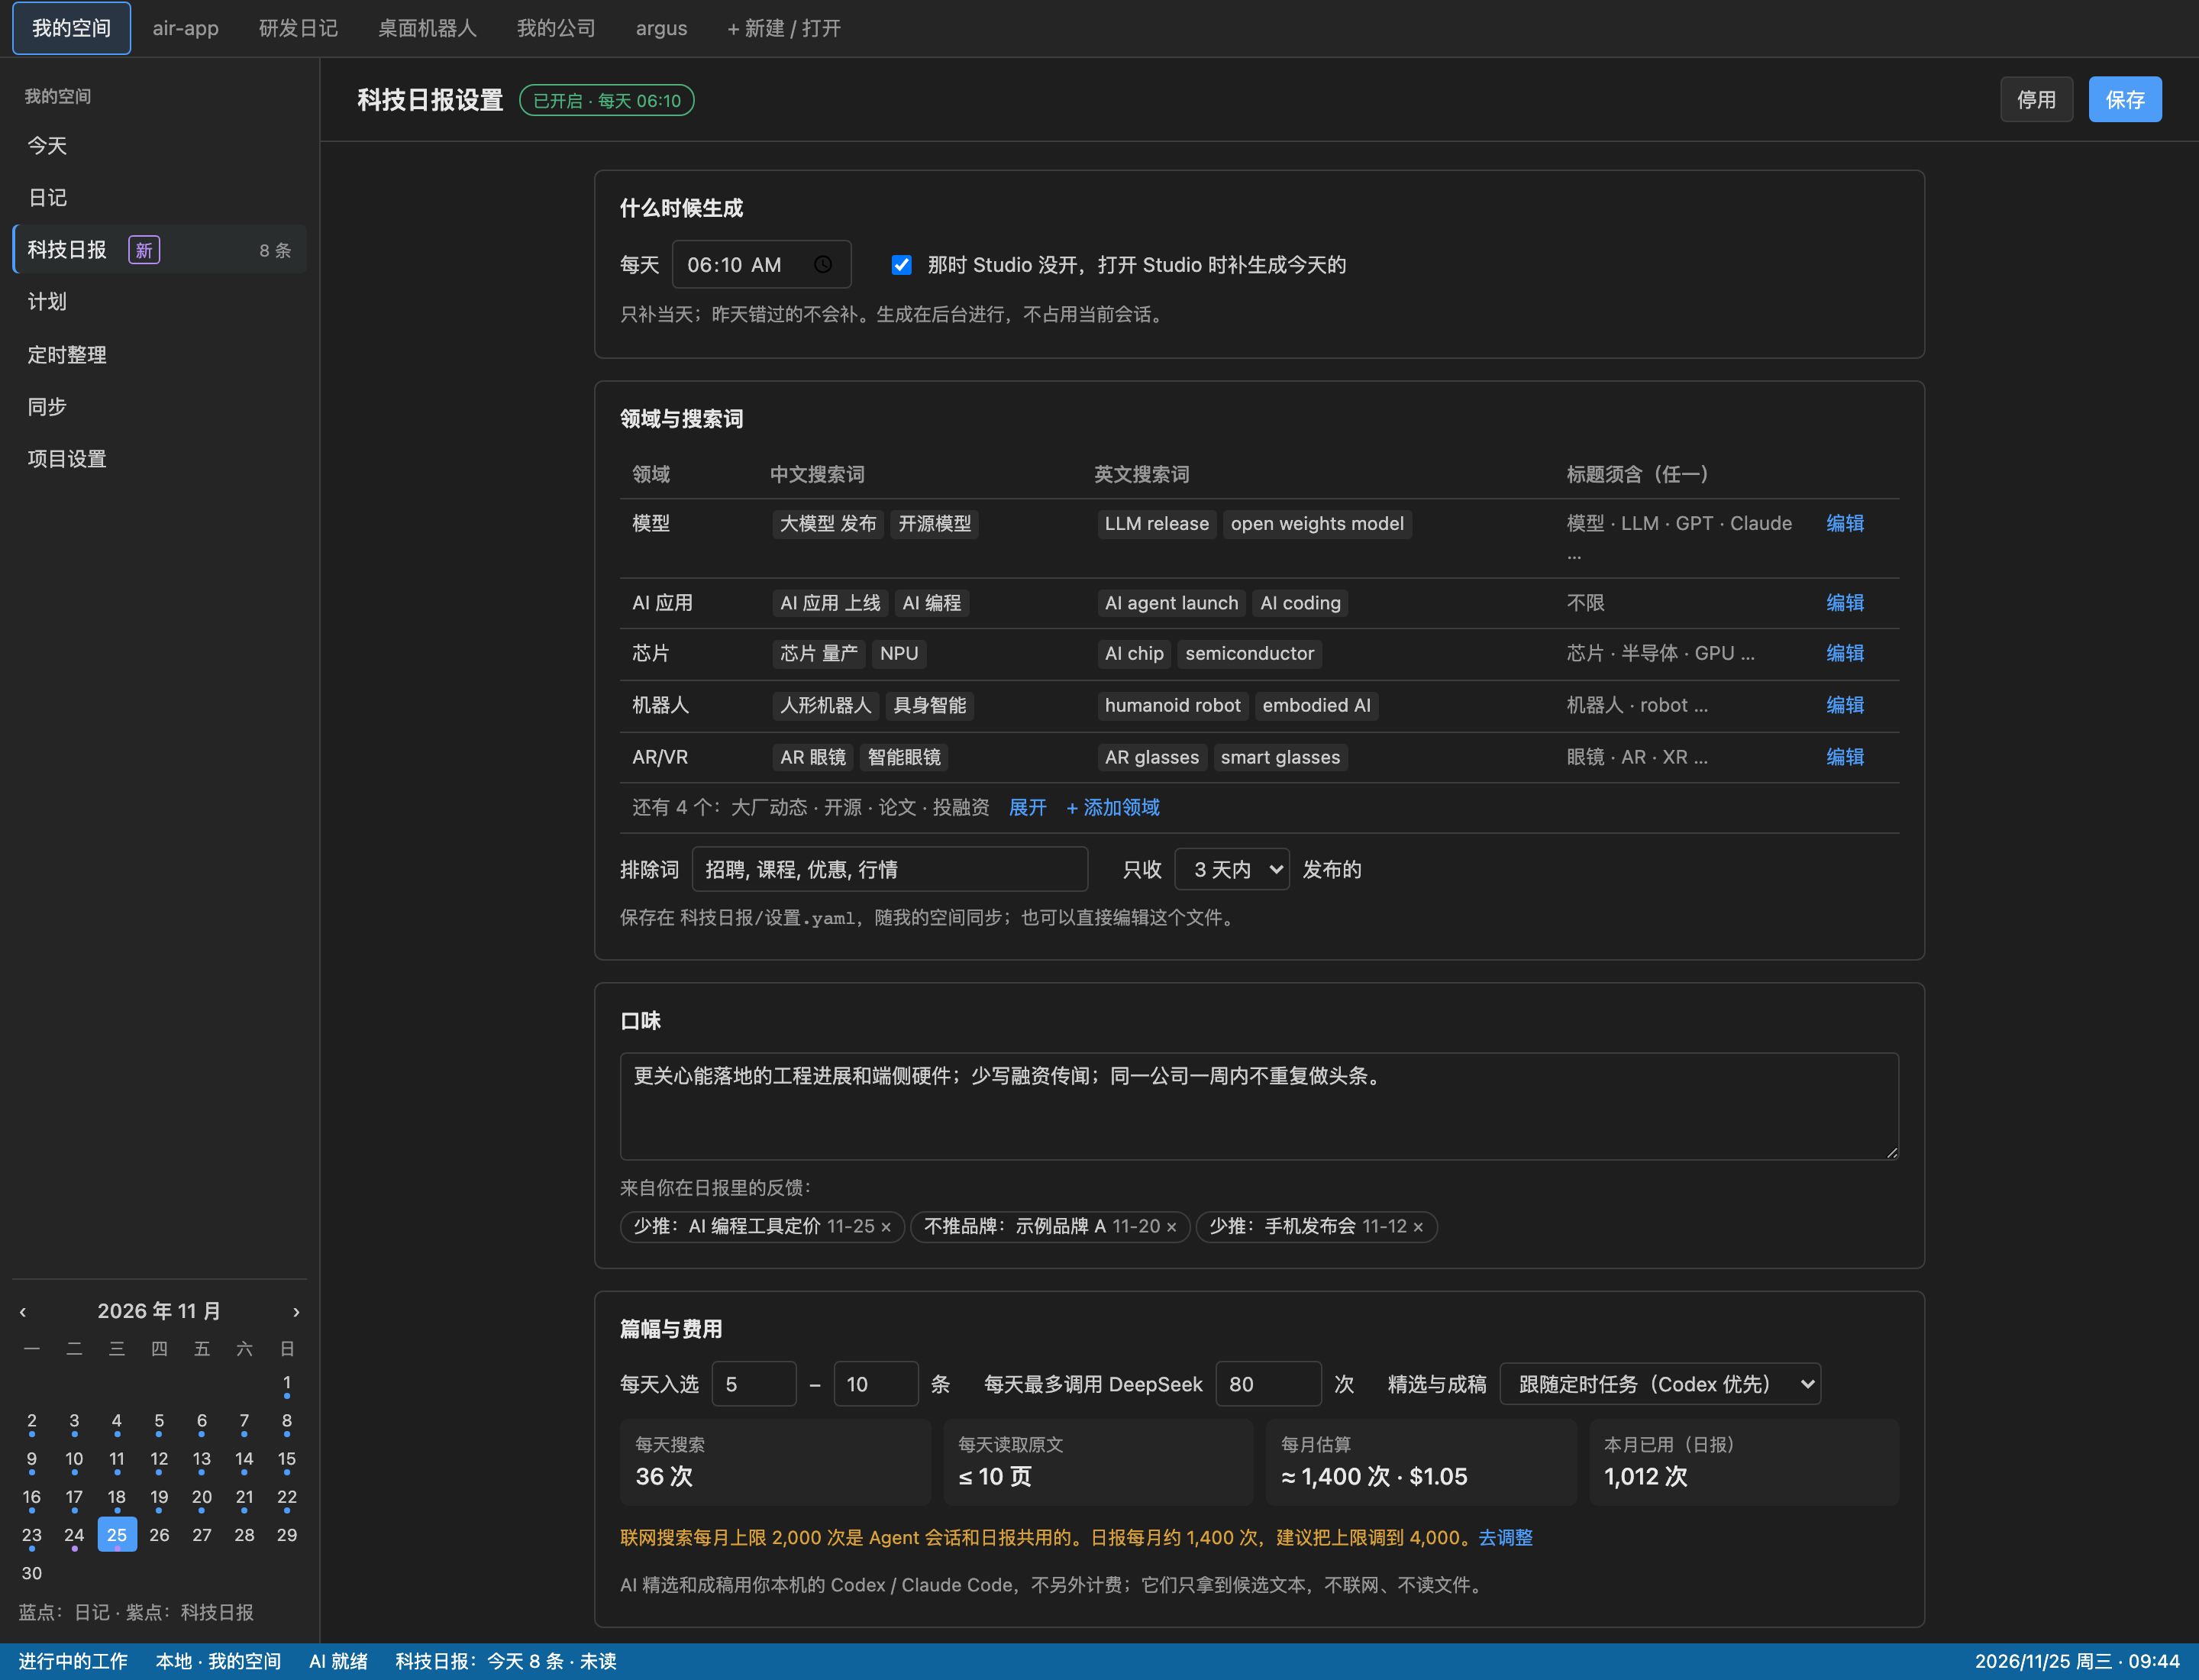 我的空间 air-app 研发日记 桌面机器人 我的公司 argus + 新建 / 打开
我的空间
今天
日记
科技日报 新 8 条
计划
定时整理
同步
项目设置
‹ 2026 年 11 月 ›
一 二 三 四 五 六 日
1
2 3 4 5 6 7 8
9 10 11 12 13 14 15
16 17 18 19 20 21 22
23 24 25 26 27 28 29
30
蓝点：日记 · 紫点：科技日报
科技日报设置 已开启 · 每天 06:10 停用 保存
什么时候生成
每天 06:10 AM 那时 Studio 没开，打开 Studio 时补生成今天的
只补当天；昨天错过的不会补。生成在后台进行，不占用当前会话。
领域与搜索词
领域 中文搜索词 英文搜索词 标题须含（任一）
模型 大模型 发布 开源模型 LLM release open weights model 模型 · LLM · GPT · Claude 编辑
...
AI 应用 AI 应用 上线 AI 编程 AI agent launch AI coding 不限 编辑
芯片 芯片 量产 NPU AI chip semiconductor 芯片 · 半导体 · GPU ... 编辑
机器人 人形机器人 具身智能 humanoid robot embodied AI 机器人 · robot ... 编辑
AR/VR AR 眼镜 智能眼镜 AR glasses smart glasses 眼镜 · AR · XR ... 编辑
还有 4 个：大厂动态 · 开源 · 论文 · 投融资 展开 + 添加领域
排除词 招聘, 课程, 优惠, 行情 只收 3 天内 发布的
保存在 科技日报/设置.yaml，随我的空间同步；也可以直接编辑这个文件。
口味
更关心能落地的工程进展和端侧硬件；少写融资传闻；同一公司一周内不重复做头条。
来自你在日报里的反馈：
少推：AI 编程工具定价 11-25 × 不推品牌：示例品牌 A 11-20 × 少推：手机发布会 11-12 ×
篇幅与费用
每天入选 5 – 10 条 每天最多调用 DeepSeek 80 次 精选与成稿 跟随定时任务（Codex 优先）
每天搜索 每天读取原文 每月估算 本月已用（日报）
36 次 ≤ 10 页 ≈ 1,400 次 · $1.05 1,012 次
联网搜索每月上限 2,000 次是 Agent 会话和日报共用的。日报每月约 1,400 次，建议把上限调到 4,000。去调整
AI 精选和成稿用你本机的 Codex / Claude Code，不另外计费；它们只拿到候选文本，不联网、不读文件。
进行中的工作 本地 · 我的空间 AI 就绪 科技日报：今天 8 条 · 未读 2026/11/25 周三 · 09:44